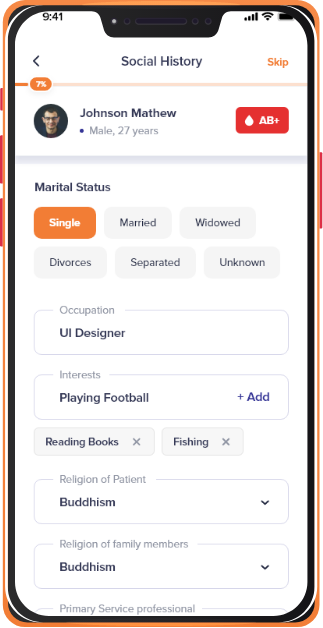 9:41
Social History
Skip
7%
Johnson Mathew
Male, 27 years
AB+
Marital Status
Single Married Widowed
Divorces Separated Unknown
Occupation
UI Designer
Interests
Playing Football + Add
Reading Books × Fishing ×
Religion of Patient
Buddhism
Religion of family members
Buddhism
Primary Service professional